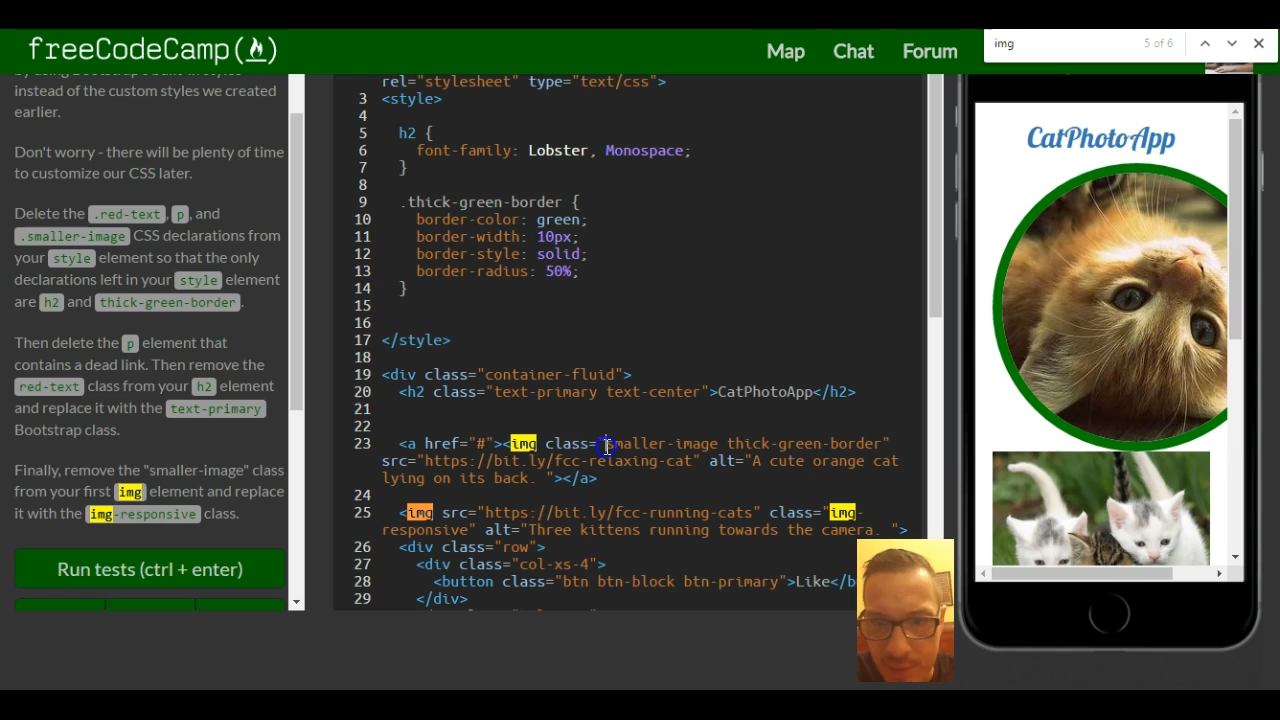 freeCodeCamp
Map Chat Forum
img 5 of 6
instead of the custom styles we created
earlier.
Don't worry - there will be plenty of time
to customize our CSS later.
Delete the .red-text, p, and
.smaller-image CSS declarations from
your style element so that the only
declarations left in your style element
are h2 and thick-green-border.
Then delete the p element that
contains a dead link. Then remove the
red-text class from your h2 element
and replace it with the text-primary
Bootstrap class.
Finally, remove the "smaller-image" class
from your first img element and replace
it with the img-responsive class.
Run tests (ctrl + enter)
rel="stylesheet" type="text/css">
3 <style>
4
5 h2 {
6 font-family: Lobster, Monospace;
7 }
8
9 .thick-green-border {
10 border-color: green;
11 border-width: 10px;
12 border-style: solid;
13 border-radius: 50%;
14 }
15
16
17 </style>
18
19 <div class="container-fluid">
20 <h2 class="text-primary text-center">CatPhotoApp</h2>
21
22
23 <a href="#"><img class="smaller-image thick-green-border"
src="https://bit.ly/fcc-relaxing-cat" alt="A cute orange cat
lying on its back. "></a>
24
25 <img src="https://bit.ly/fcc-running-cats" class="img-
responsive" alt="Three kittens running towards the camera. ">
26 <div class="row">
27 <div class="col-xs-4">
28 <button class="btn btn-block btn-primary">Like</b
29 </div>
CatPhotoApp